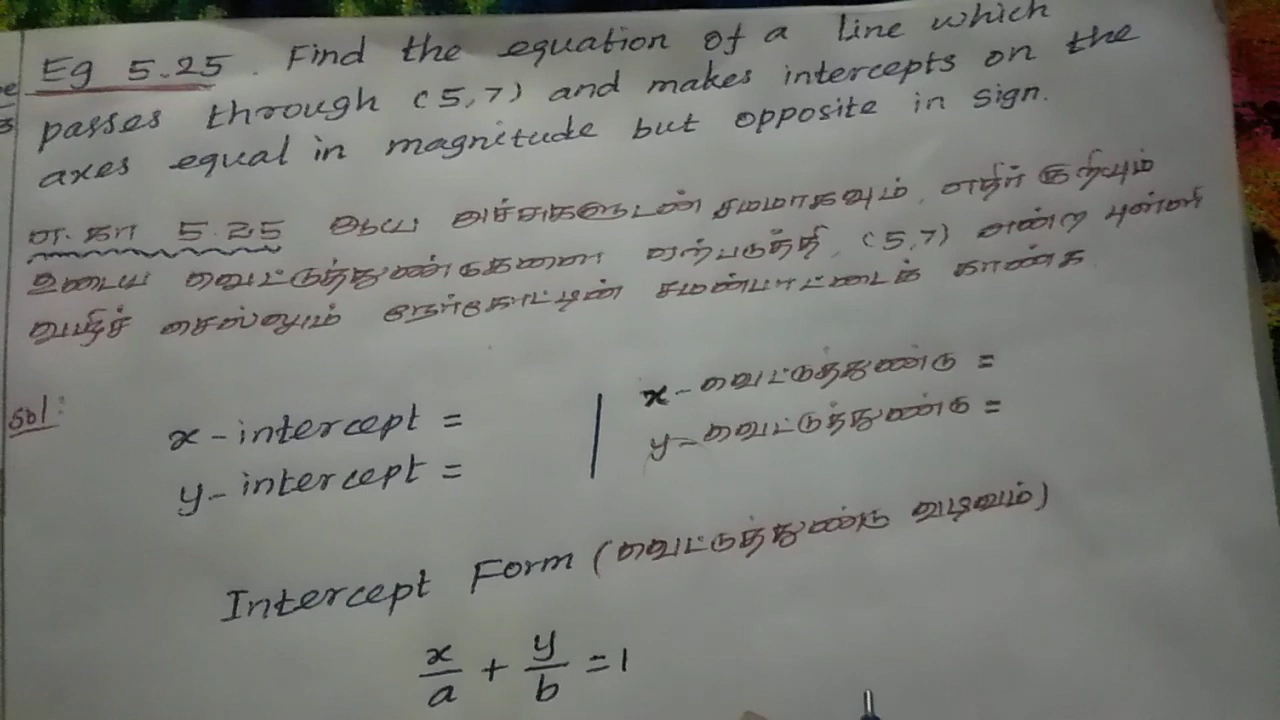 Eg 5.25. Find the equation of a line which
passes through (5,7) and makes intercepts on the
axes equal in magnitude but opposite in sign.
எ.கா 5.25 ஆய அச்சுகளுடன் சமமாகவும், எதிர் குறியும்
உடைய வெட்டுத்துண்டுகளை ஏற்படுத்தி, (5,7) என்ற புள்ளி
வழிச் செல்லும் நேர்கோட்டின் சமன்பாட்டைக் காண்க
Sol:
x-intercept = | x-வெட்டுத்துண்டு =
y-intercept = | y-வெட்டுத்துண்டு =
Intercept Form (வெட்டுத்துண்டு வடிவம்)
x/a + y/b = 1